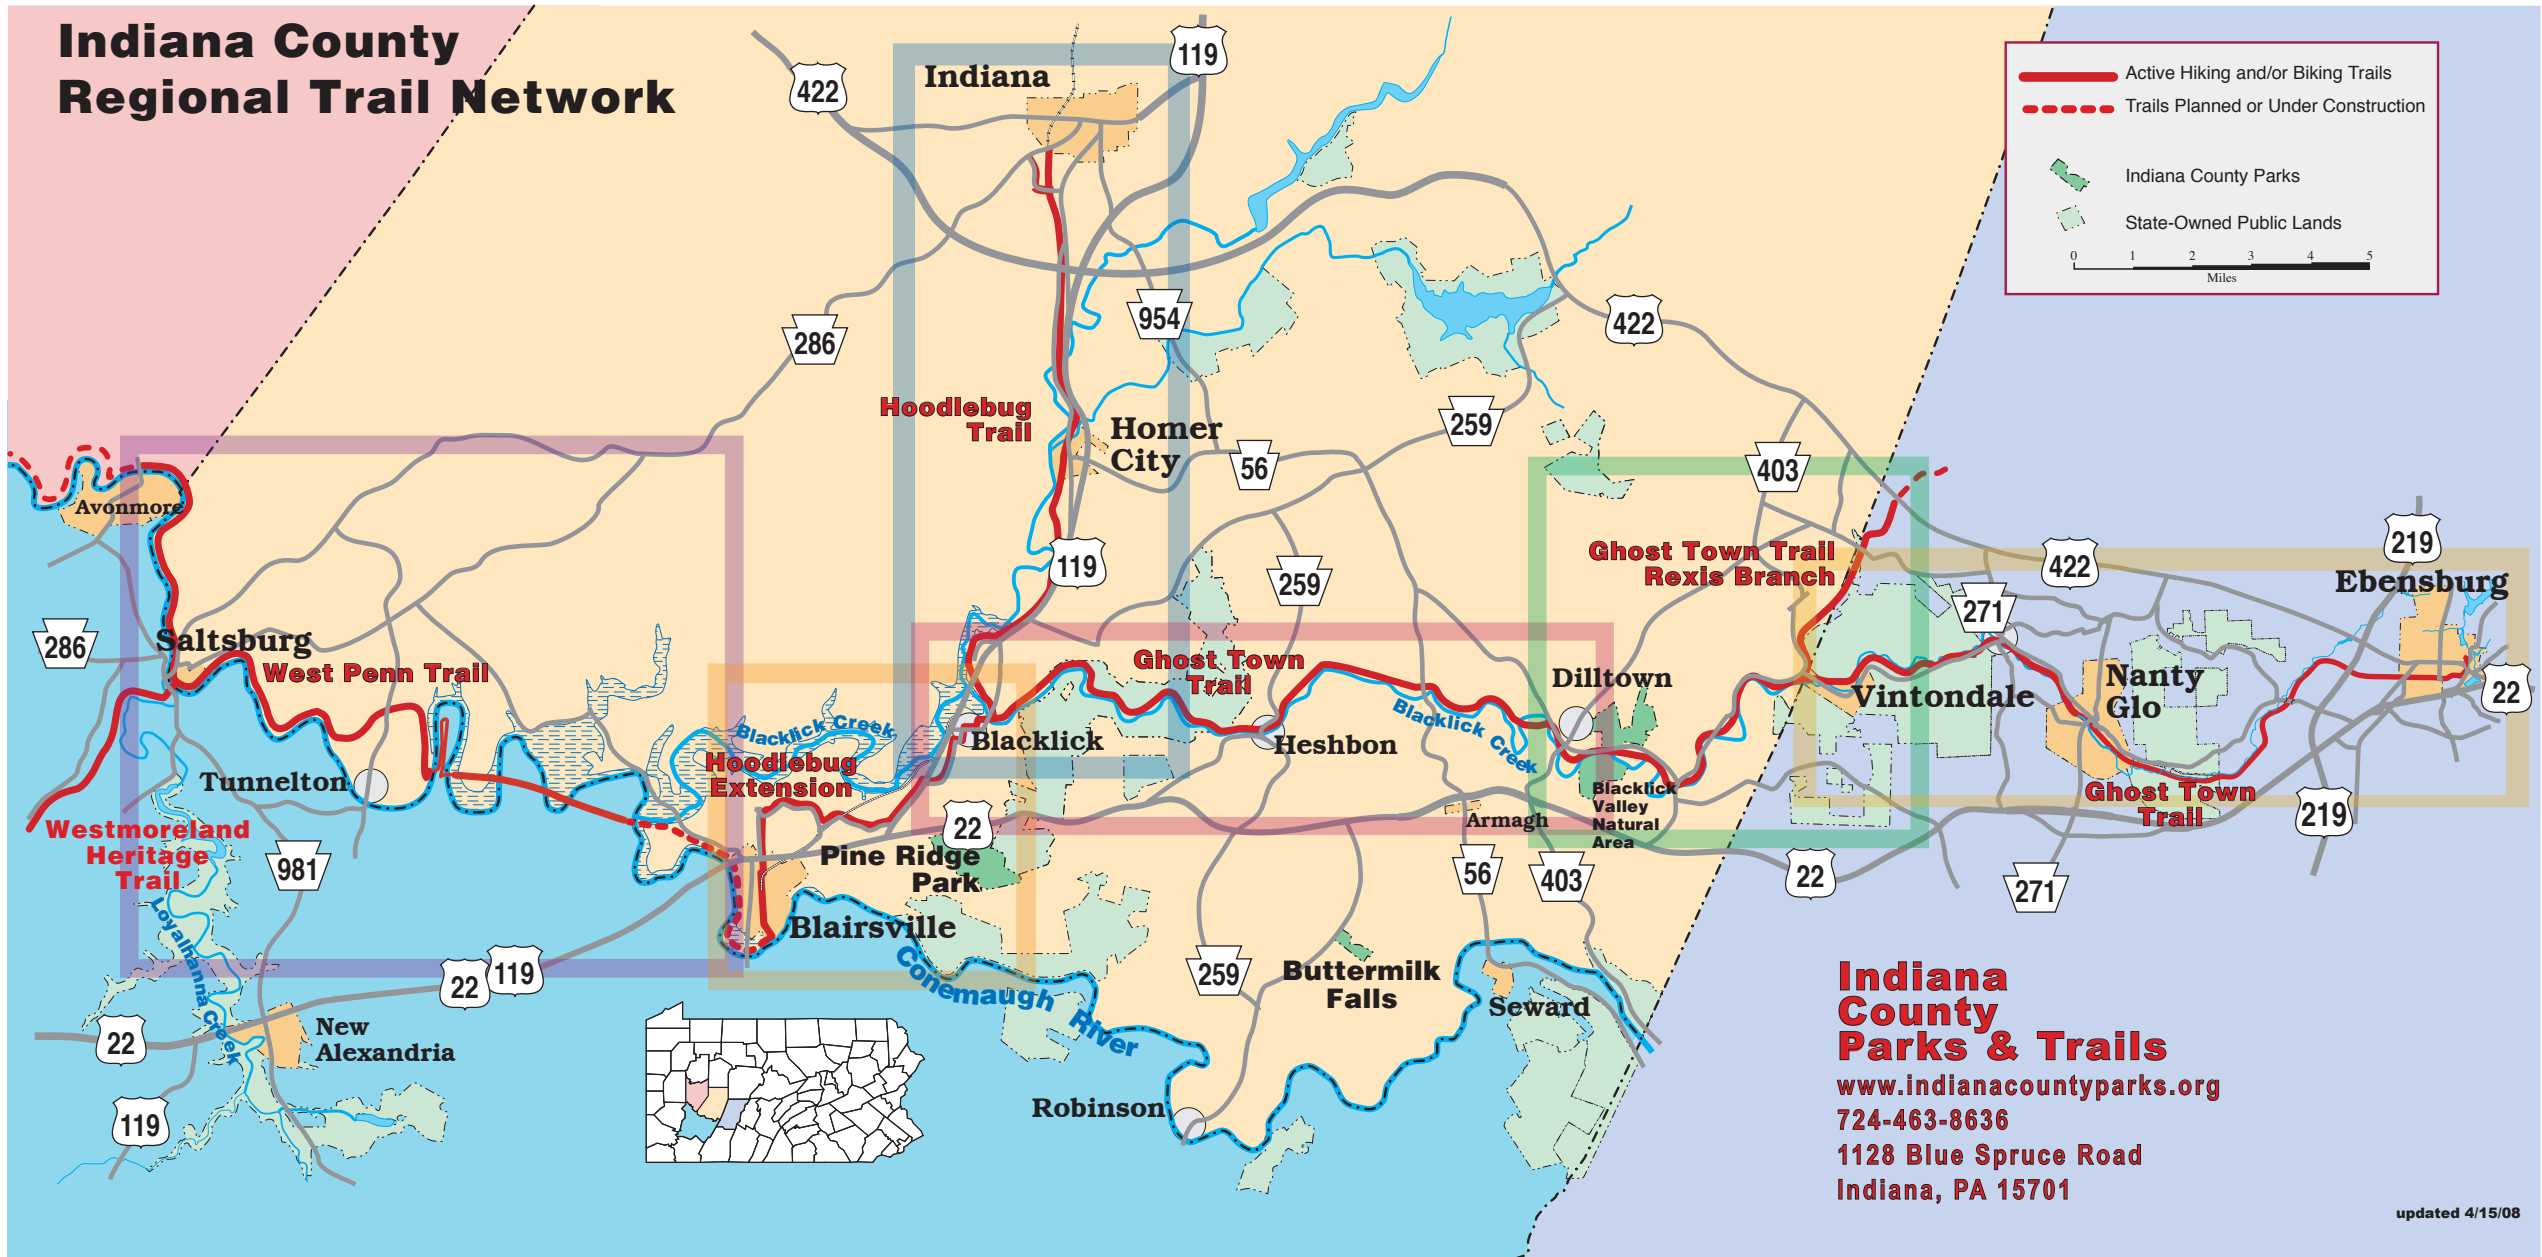 Indiana County
Regional Trail Network
Active Hiking and/or Biking Trails
Trails Planned or Under Construction
Indiana County Parks
State-Owned Public Lands
0 1 2 3 4 5
Miles
119
Indiana
422
286
954
422
Hoodlebug
Trail
Homer
City
259
56
403
Avonmore
119
259
Ghost Town Trail
Rexis Branch
422
219
Ebensburg
271
286
Saltsburg
West Penn Trail
Ghost Town
Trail
Dilltown
Vintondale
Nanty
Glo
22
Blacklick Creek
Blacklick Creek
Blacklick
Heshbon
Hoodlebug
Extension
Tunnelton
Blacklick
Valley
Natural
Area
Ghost Town
Trail
219
Westmoreland
Heritage
Trail
981
22
Armagh
Pine Ridge
Park
56
403
22
271
Blairsville
Loyalhanna Creek
Conemaugh River
22
119
259
Buttermilk
Falls
Seward
22
New
Alexandria
119
Robinson
Indiana
County
Parks & Trails
www.indianacountyparks.org
724-463-8636
1128 Blue Spruce Road
Indiana, PA 15701
updated 4/15/08